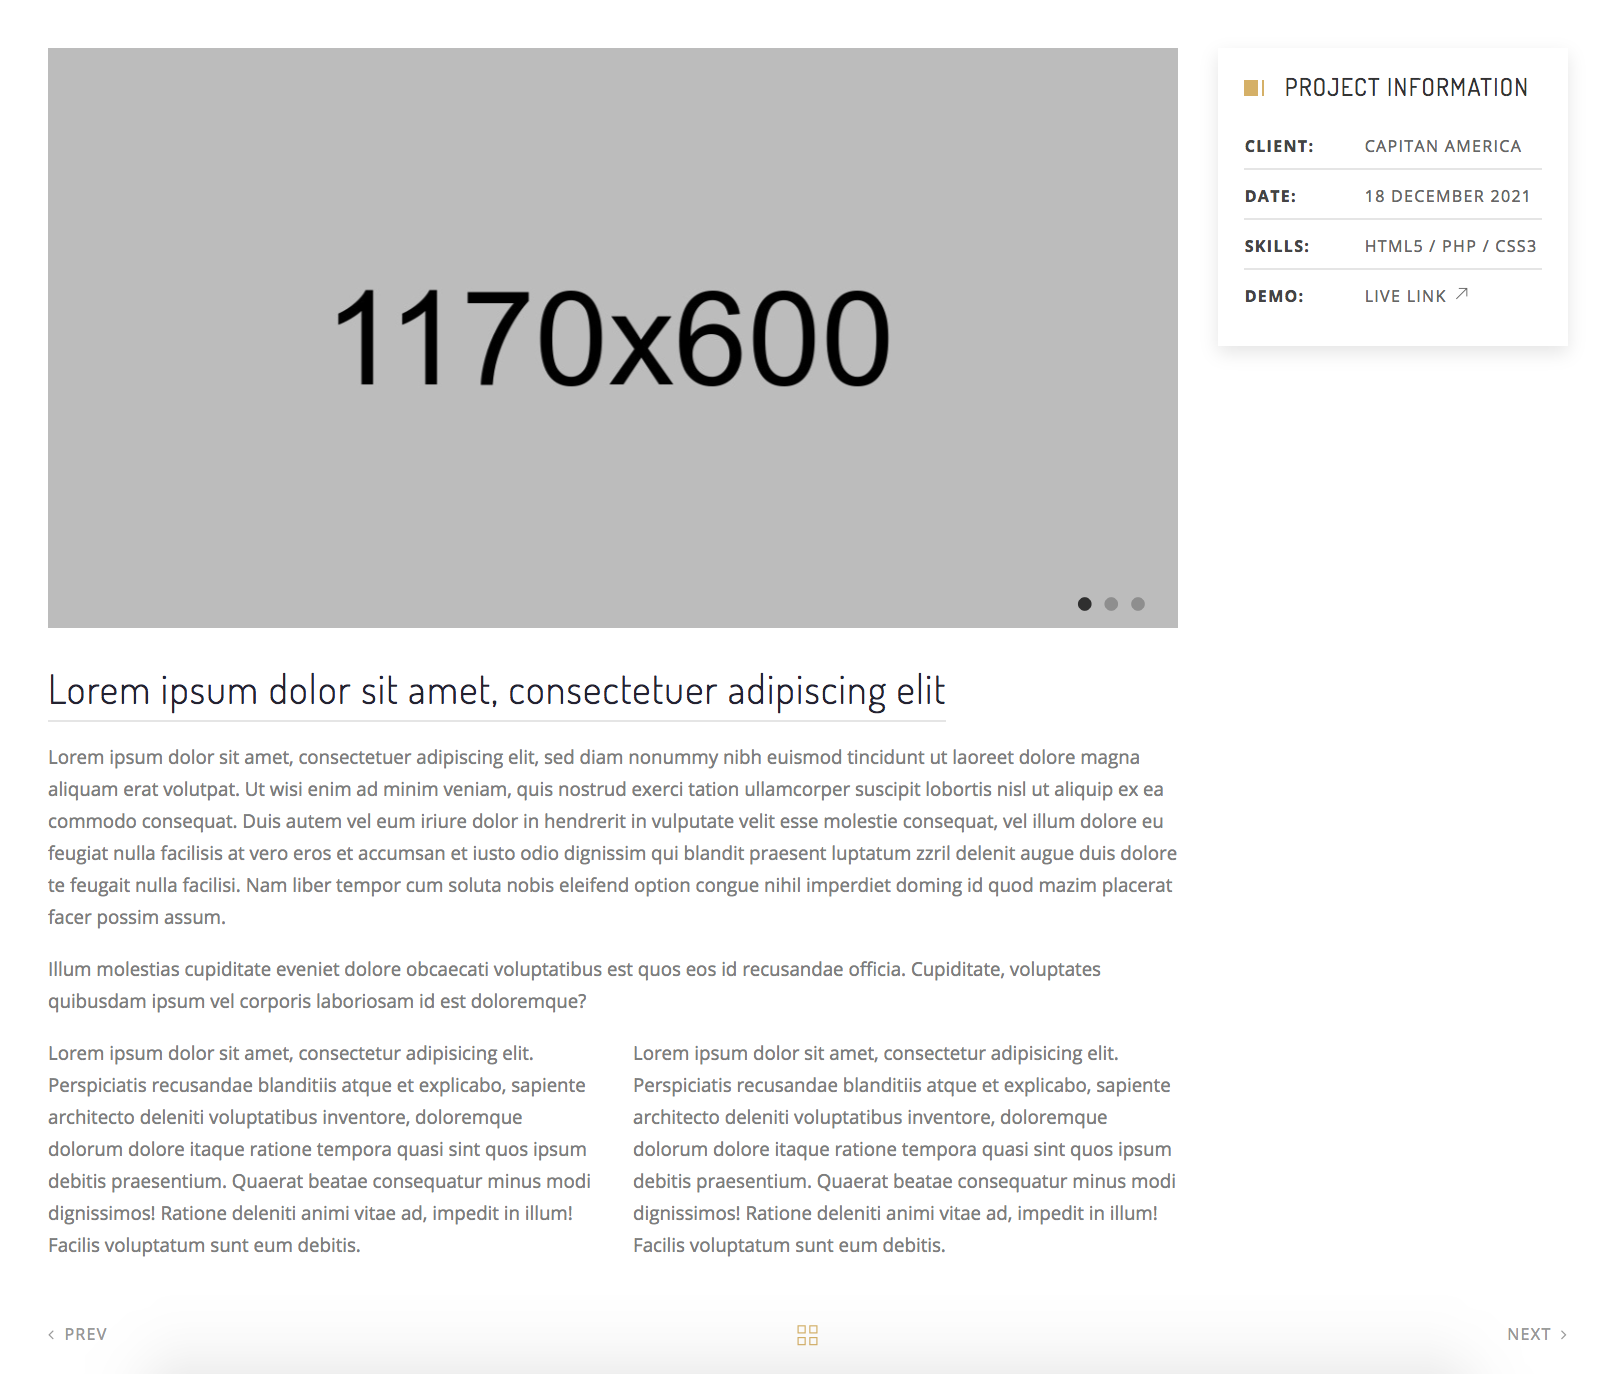 1170x600
PROJECT INFORMATION
CLIENT: CAPITAN AMERICA
DATE: 18 DECEMBER 2021
SKILLS: HTML5 / PHP / CSS3
DEMO: LIVE LINK
Lorem ipsum dolor sit amet, consectetuer adipiscing elit
Lorem ipsum dolor sit amet, consectetuer adipiscing elit, sed diam nonummy nibh euismod tincidunt ut laoreet dolore magna
aliquam erat volutpat. Ut wisi enim ad minim veniam, quis nostrud exerci tation ullamcorper suscipit lobortis nisl ut aliquip ex ea
commodo consequat. Duis autem vel eum iriure dolor in hendrerit in vulputate velit esse molestie consequat, vel illum dolore eu
feugiat nulla facilisis at vero eros et accumsan et iusto odio dignissim qui blandit praesent luptatum zzril delenit augue duis dolore
te feugait nulla facilisi. Nam liber tempor cum soluta nobis eleifend option congue nihil imperdiet doming id quod mazim placerat
facer possim assum.
Illum molestias cupiditate eveniet dolore obcaecati voluptatibus est quos eos id recusandae officia. Cupiditate, voluptates
quibusdam ipsum vel corporis laboriosam id est doloremque?
Lorem ipsum dolor sit amet, consectetur adipisicing elit.
Perspiciatis recusandae blanditiis atque et explicabo, sapiente
architecto deleniti voluptatibus inventore, doloremque
dolorum dolore itaque ratione tempora quasi sint quos ipsum
debitis praesentium. Quaerat beatae consequatur minus modi
dignissimos! Ratione deleniti animi vitae ad, impedit in illum!
Facilis voluptatum sunt eum debitis.
Lorem ipsum dolor sit amet, consectetur adipisicing elit.
Perspiciatis recusandae blanditiis atque et explicabo, sapiente
architecto deleniti voluptatibus inventore, doloremque
dolorum dolore itaque ratione tempora quasi sint quos ipsum
debitis praesentium. Quaerat beatae consequatur minus modi
dignissimos! Ratione deleniti animi vitae ad, impedit in illum!
Facilis voluptatum sunt eum debitis.
PREV
NEXT